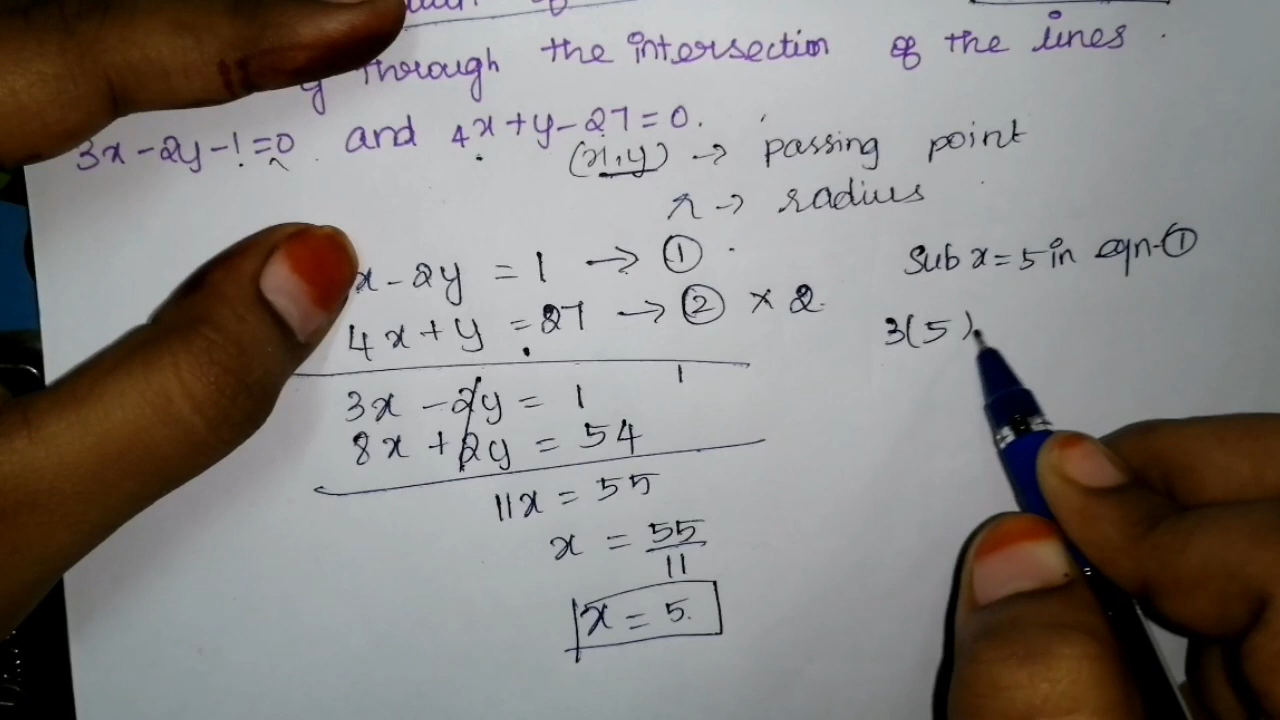 through the intersection of the lines.
3x - 2y - 1 = 0. and 4x + y - 27 = 0.
(x,y) → passing point
r → radius
x - 2y = 1 → ①
4x + y = 27 → ② × 2
3x - 2y = 1
8x + 2y = 54
11x = 55
x = 55/11
x = 5.
Sub x = 5 in eqn-①
3(5)